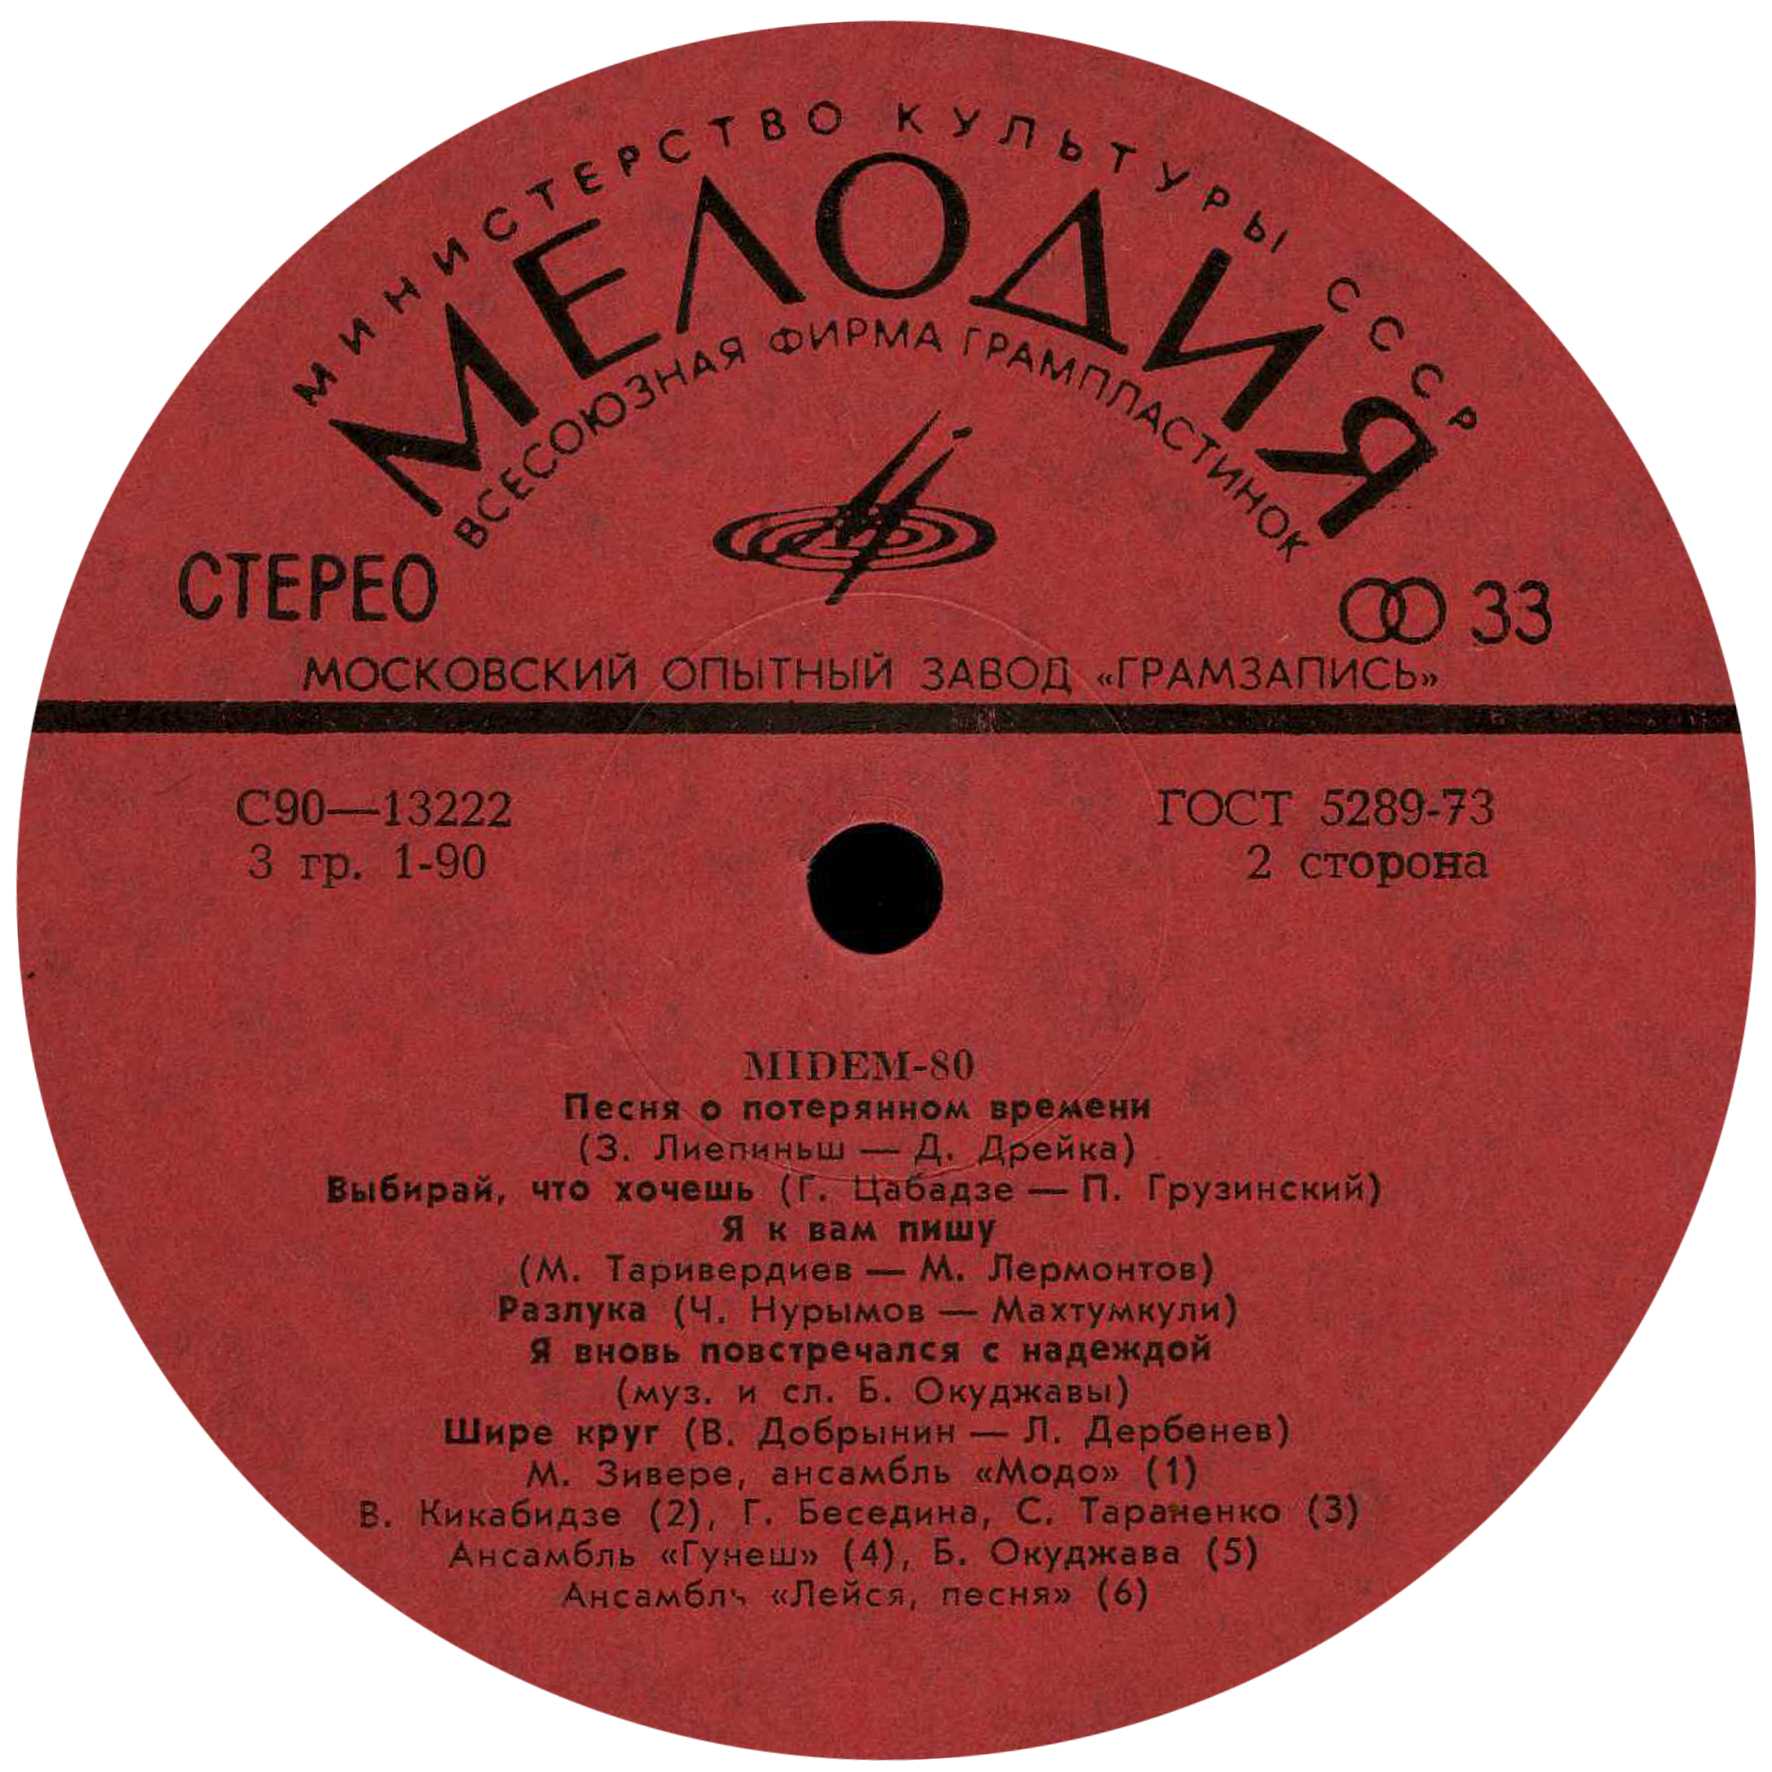 МИНИСТЕРСТВО КУЛЬТУРЫ СССР
МЕЛОДИЯ
ВСЕСОЮЗНАЯ ФИРМА ГРАМПЛАСТИНОК
СТЕРЕО
33
МОСКОВСКИЙ ОПЫТНЫЙ ЗАВОД «ГРАМЗАПИСЬ»
С90—13222
ГОСТ 5289-73
3 гр. 1-90
2 сторона
MIDEM-80
Песня о потерянном времени
(З. Лиепиньш — Д. Дрейка)
Выбирай, что хочешь (Г. Цабадзе — П. Грузинский)
Я к вам пишу
(М. Таривердиев — М. Лермонтов)
Разлука (Ч. Нурымов — Махтумкули)
Я вновь повстречался с надеждой
(муз. и сл. Б. Окуджавы)
Шире круг (В. Добрынин — Л. Дербенев)
М. Зивере, ансамбль «Модо» (1)
В. Кикабидзе (2), Г. Беседина, С. Тараненко (3)
Ансамбль «Гунеш» (4), Б. Окуджава (5)
Ансамбль «Лейся, песня» (6)